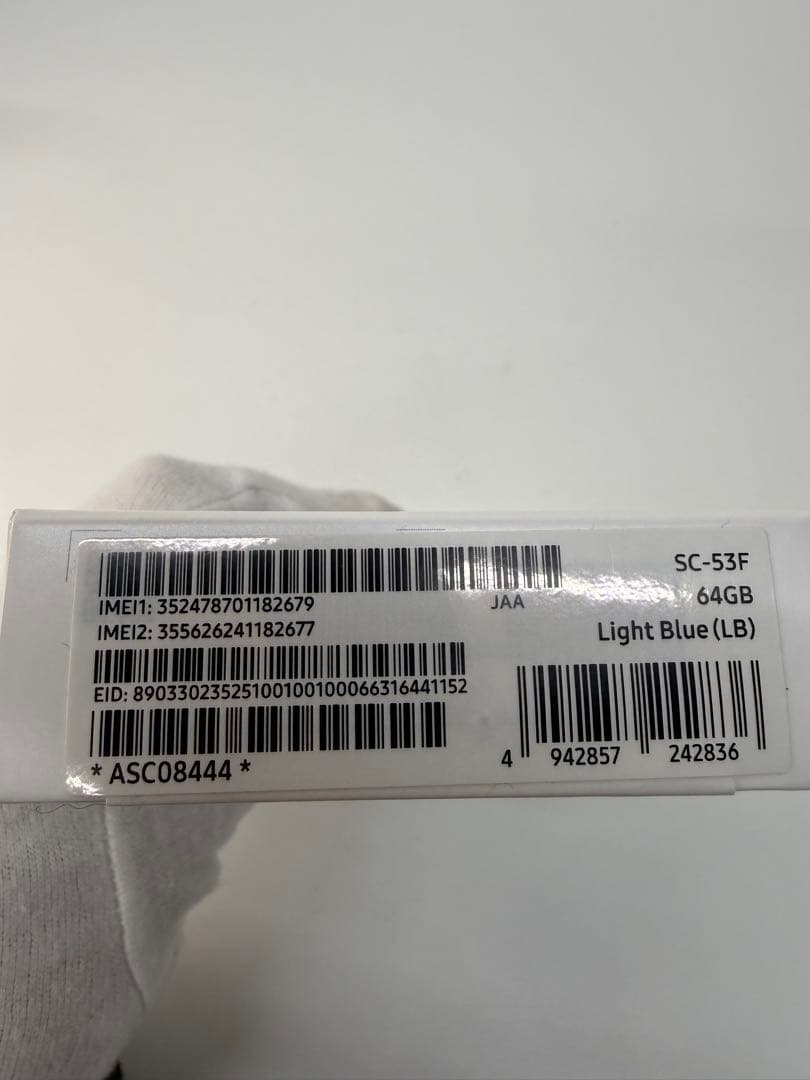 IMEI1: 352478701182679
JAA
IMEI2: 355626241182677
EID: 89033023525100100100066316441152
* ASC08444 *
SC-53F
64GB
Light Blue (LB)
4 942857 242836